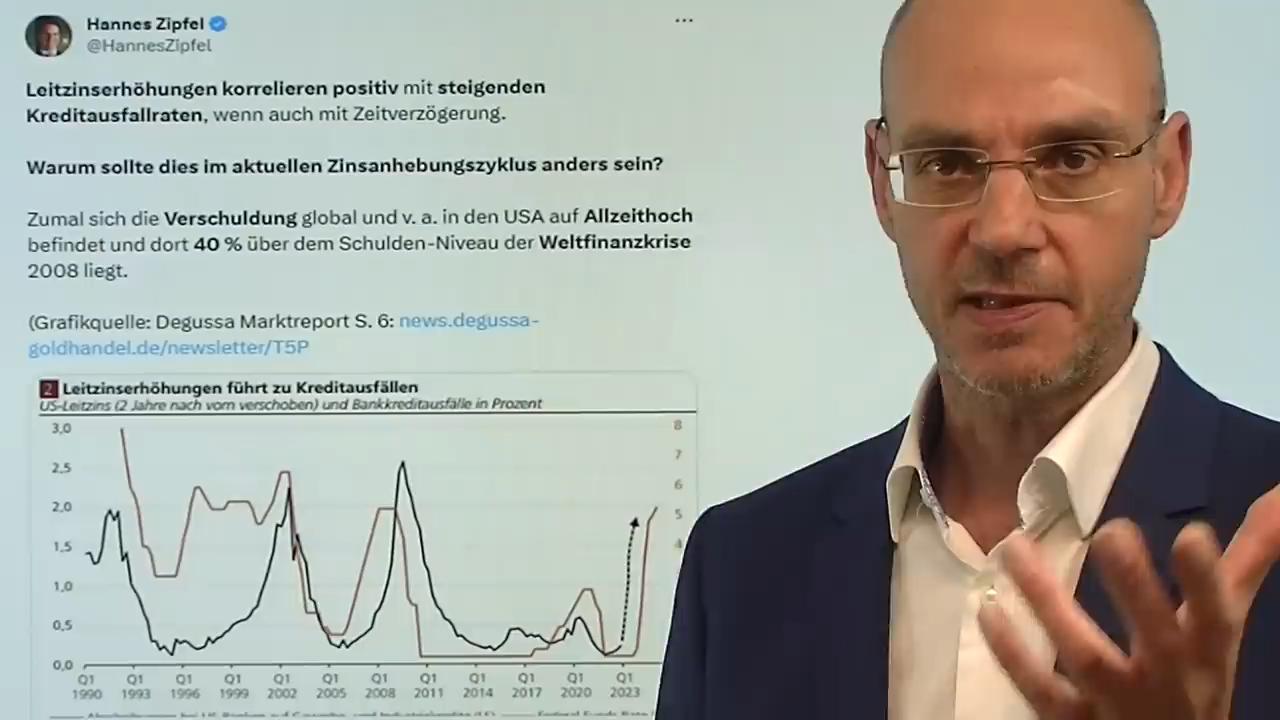 Hannes Zipfel
@HannesZipfel
Leitzinserhöhungen korrelieren positiv mit steigenden
Kreditausfallraten, wenn auch mit Zeitverzögerung.
Warum sollte dies im aktuellen Zinsanhebungszyklus anders sein?
Zumal sich die Verschuldung global und v. a. in den USA auf Allzeithoch
befindet und dort 40 % über dem Schulden-Niveau der Weltfinanzkrise
2008 liegt.
(Grafikquelle: Degussa Marktreport S. 6: news.degussa-
goldhandel.de/newsletter/T5P
2 Leitzinserhöhungen führt zu Kreditausfällen
US-Leitzins (2 Jahre nach vorn verschoben) und Bankkreditausfälle in Prozent
3,0 8
7
2,5
6
2,0 5
1,5 4
1,0
0,5
0,0
Q1 Q1 Q1 Q1 Q1 Q1 Q1 Q1 Q1 Q1 Q1 Q1
1990 1993 1996 1999 2002 2005 2008 2011 2014 2017 2020 2023